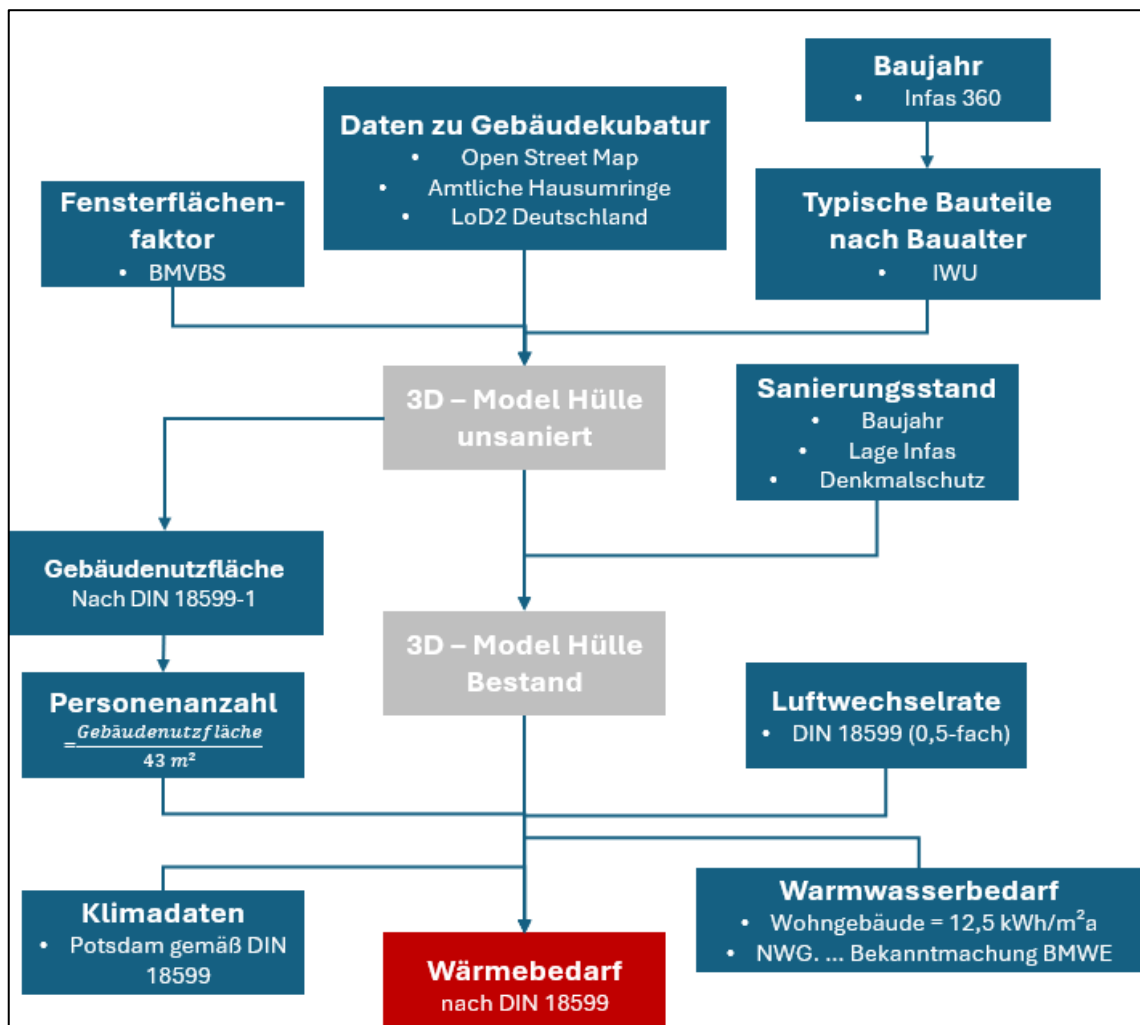 Baujahr
• Infas 360
Daten zu Gebäudekubatur
• Open Street Map
• Amtliche Hausumringe
• LoD2 Deutschland
Fensterflächen-
faktor
• BMVBS
Typische Bauteile
nach Baualter
• IWU
3D – Model Hülle
unsaniert
Sanierungsstand
• Baujahr
• Lage Infas
• Denkmalschutz
Gebäudenutzfläche
Nach DIN 18599-1
3D – Model Hülle
Bestand
Personenanzahl
=Gebäudenutzfläche
43 m²
Luftwechselrate
• DIN 18599 (0,5-fach)
Klimadaten
• Potsdam gemäß DIN
18599
Wärmebedarf
nach DIN 18599
Warmwasserbedarf
• Wohngebäude = 12,5 kWh/m²a
• NWG. ... Bekanntmachung BMWE